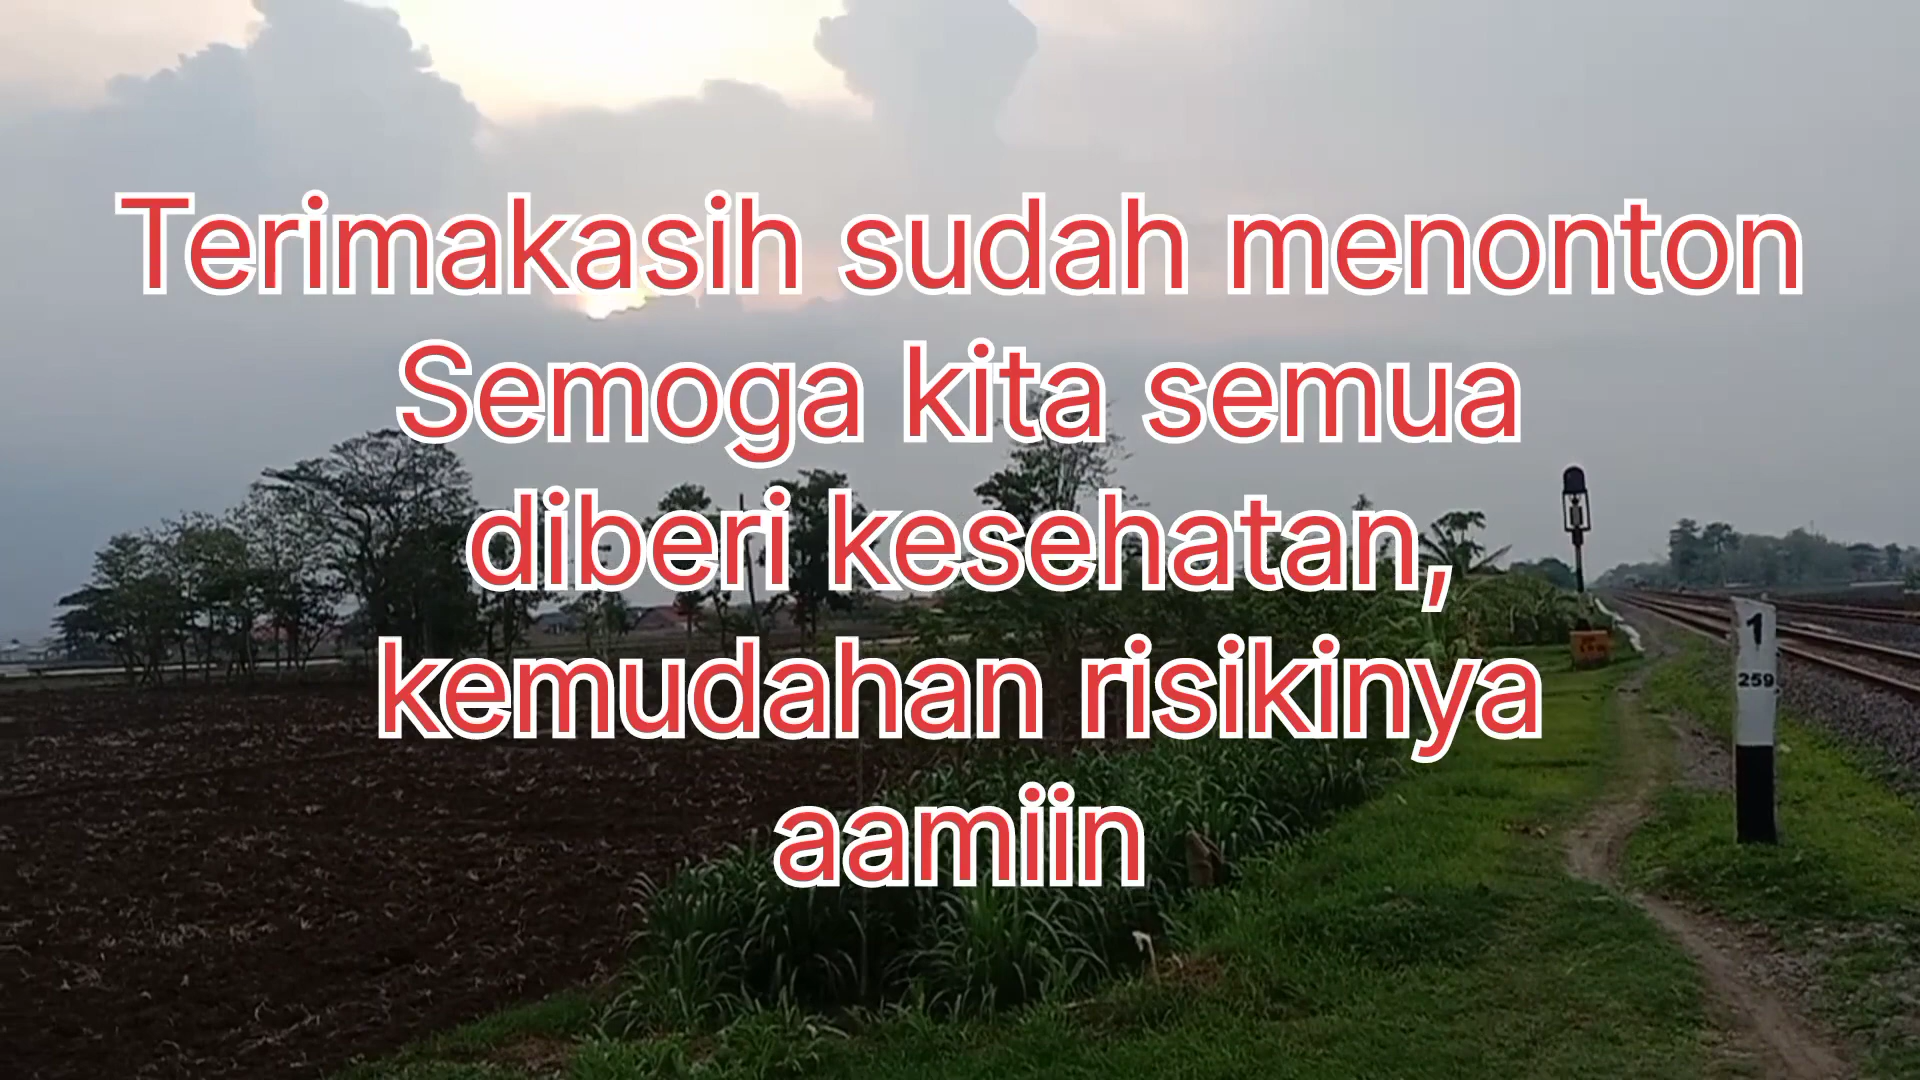 Terimakasih sudah menonton
Semoga kita semua
diberi kesehatan,
kemudahan risikinya
aamiin
1
259